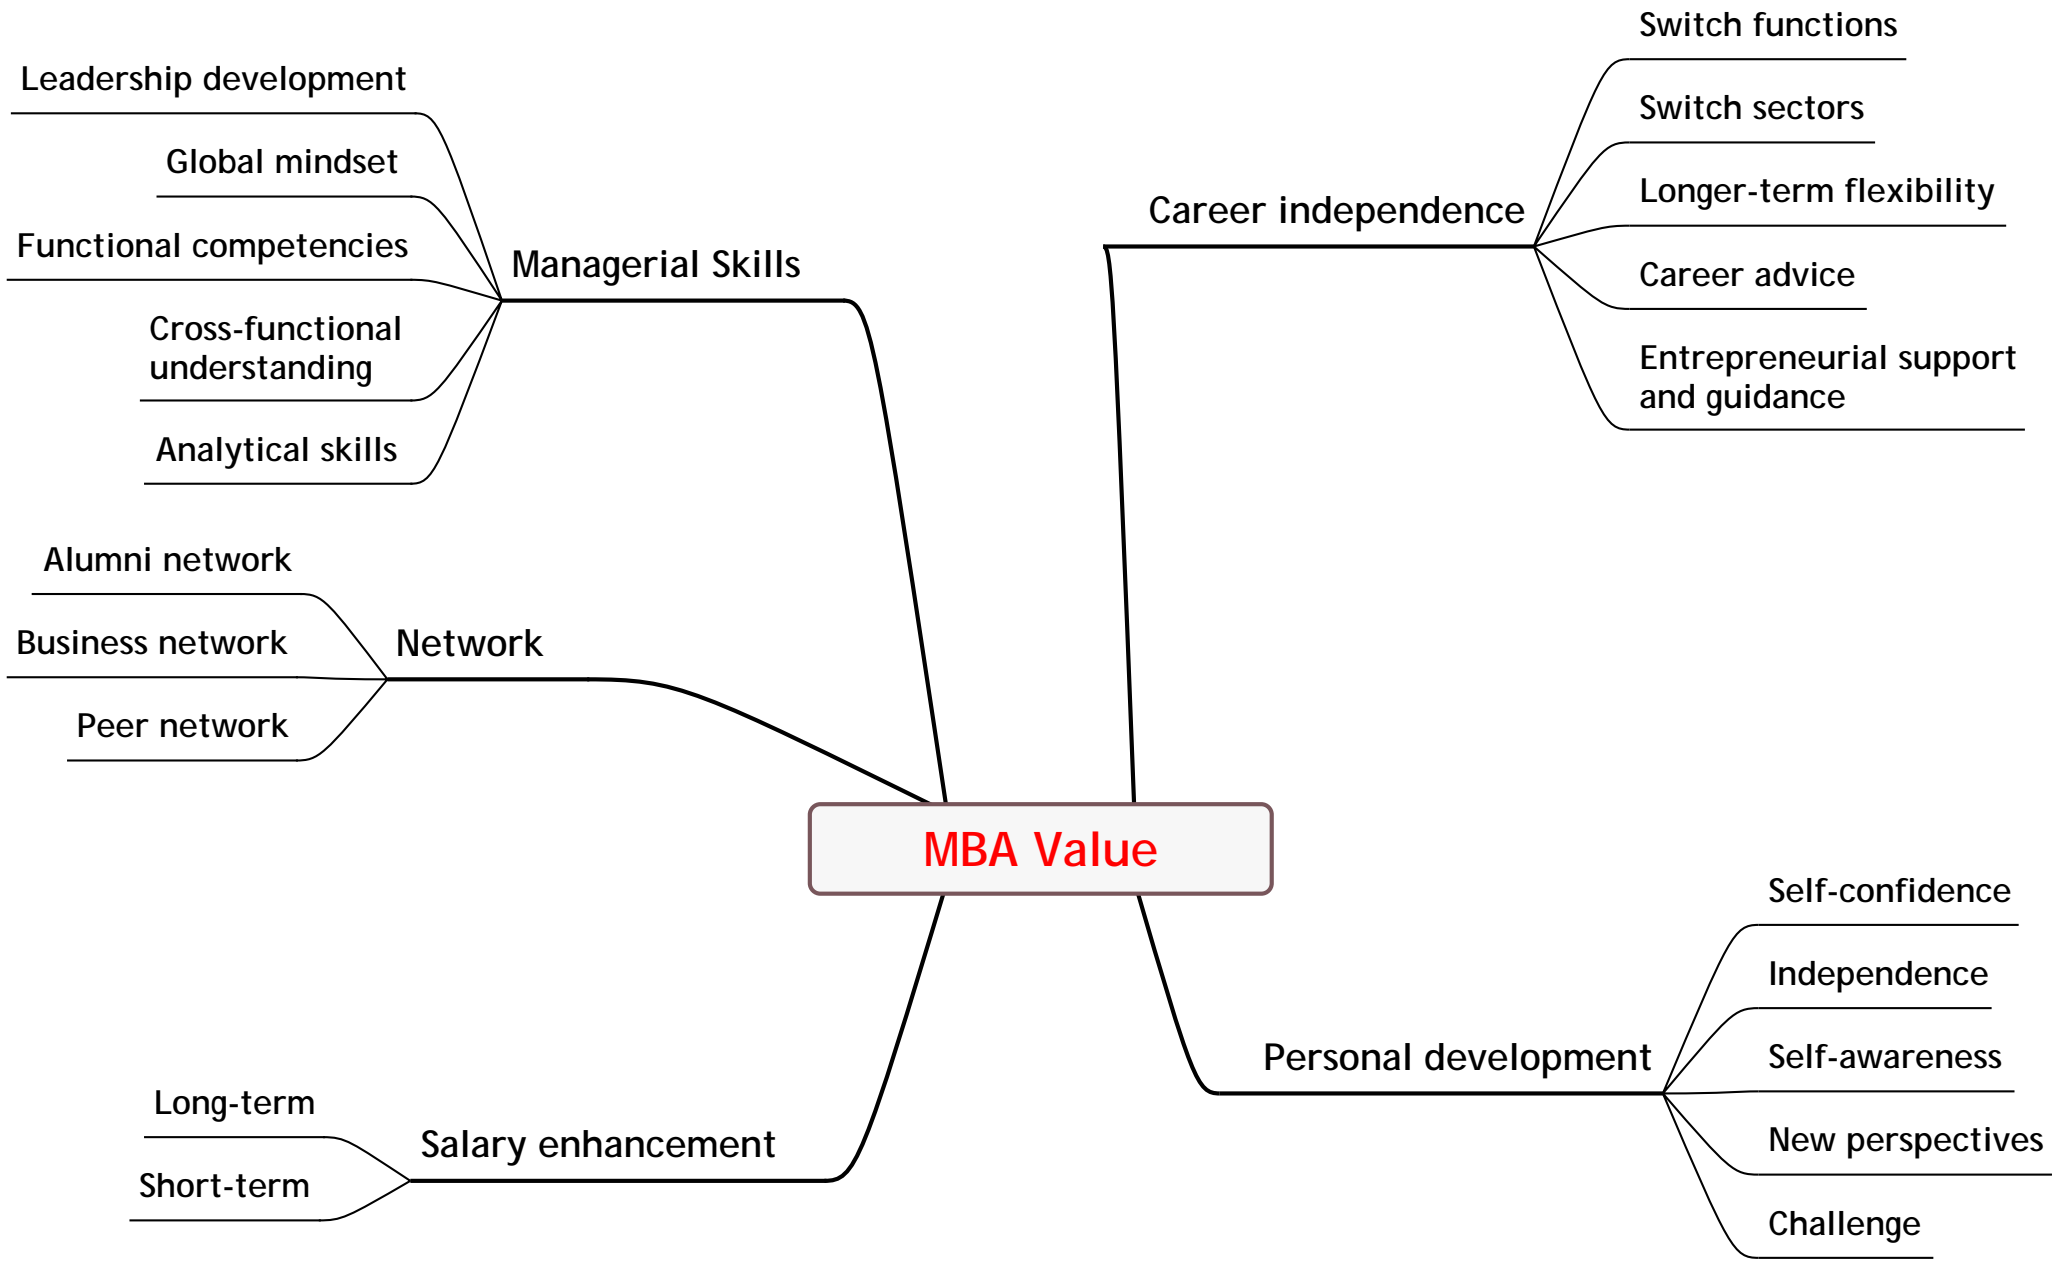 Leadership development
Global mindset
Functional competencies
Cross-functional
understanding
Analytical skills
Managerial Skills
Alumni network
Business network
Peer network
Network
Long-term
Short-term
Salary enhancement
MBA Value
Career independence
Switch functions
Switch sectors
Longer-term flexibility
Career advice
Entrepreneurial support
and guidance
Personal development
Self-confidence
Independence
Self-awareness
New perspectives
Challenge